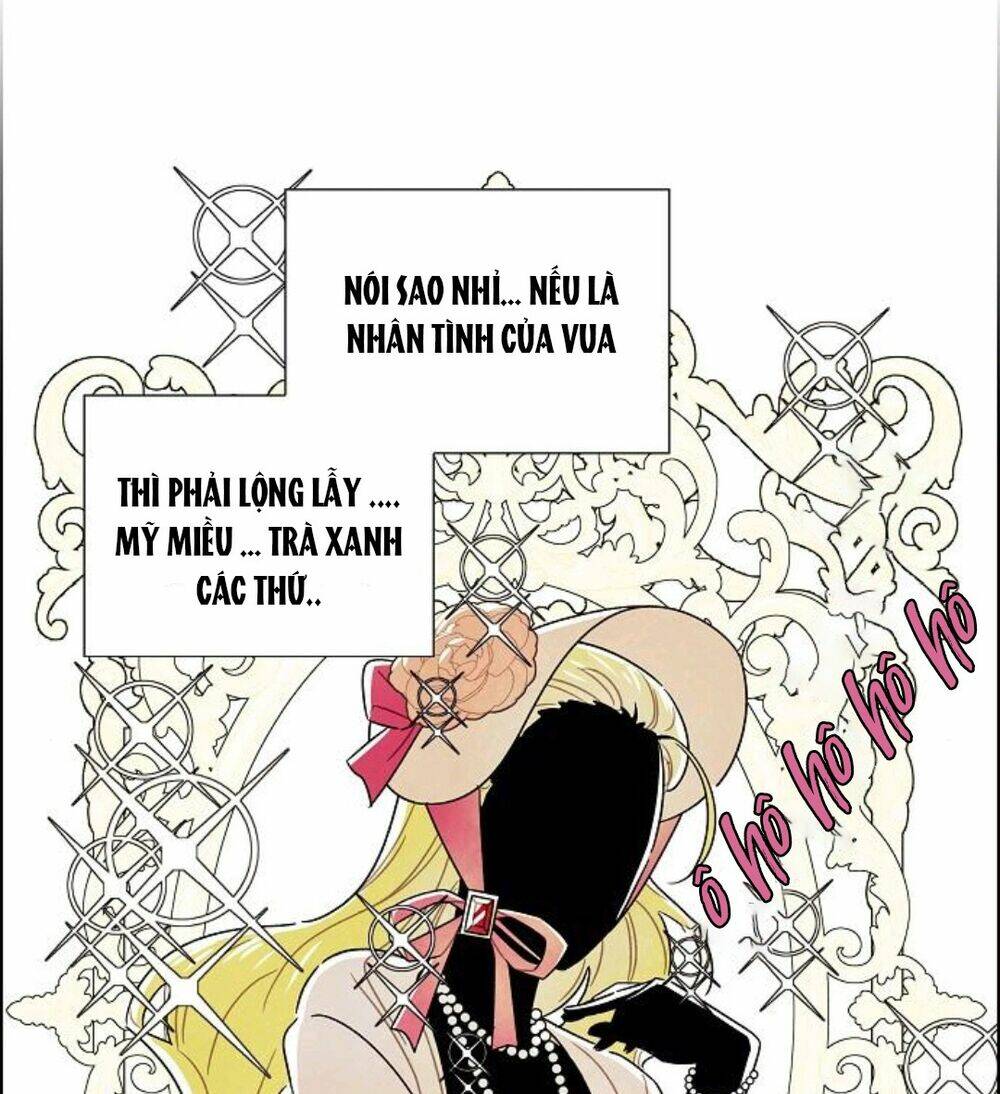 NÓI SAO NHỈ... NẾU LÀ
NHÂN TÌNH CỦA VUA
THÌ PHẢI LỘNG LẪY ....
MỸ MIỀU ... TRÀ XANH
CÁC THỨ..
ô hô hô hô hô hô